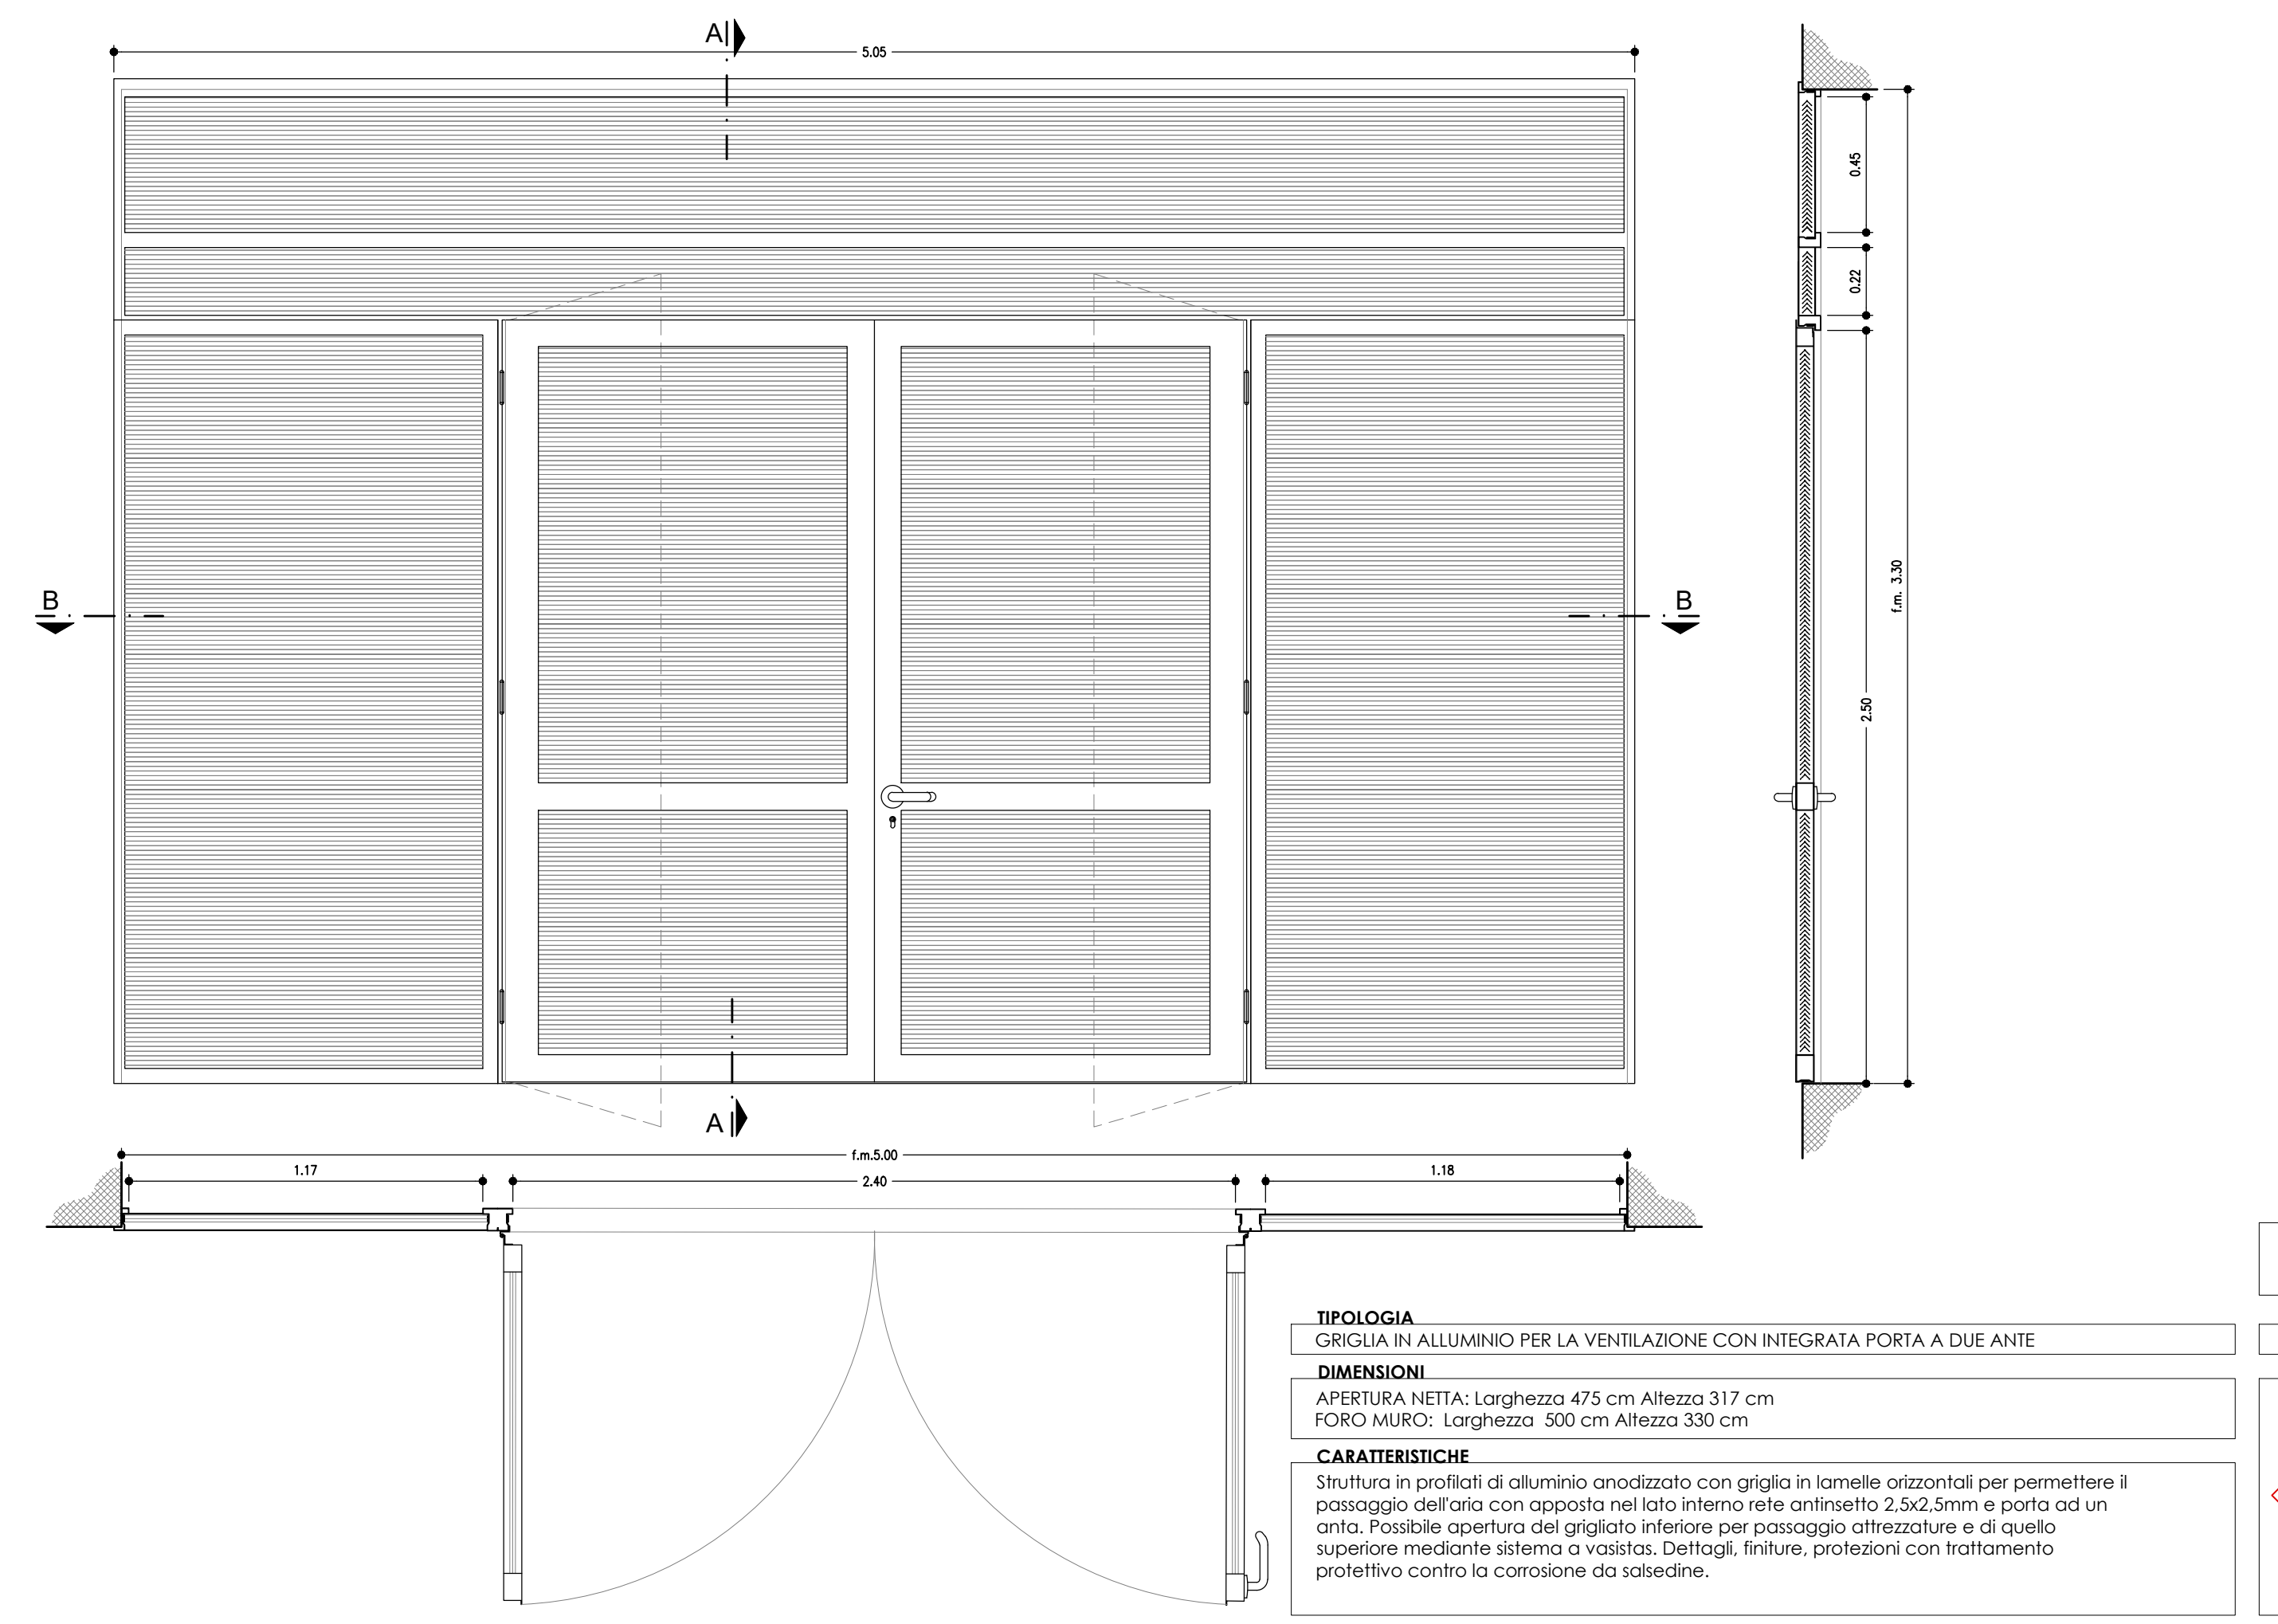 A
5.05
0.45
0.22
B
B
f.m. 3.30
2.50
A
f.m.5.00
1.17
2.40
1.18
TIPOLOGIA
GRIGLIA IN ALLUMINIO PER LA VENTILAZIONE CON INTEGRATA PORTA A DUE ANTE
DIMENSIONI
APERTURA NETTA: Larghezza 475 cm Altezza 317 cm
FORO MURO: Larghezza 500 cm Altezza 330 cm
CARATTERISTICHE
Struttura in profilati di alluminio anodizzato con griglia in lamelle orizzontali per permettere il
passaggio dell'aria con apposta nel lato interno rete antinsetto 2,5x2,5mm e porta ad un
anta. Possibile apertura del grigliato inferiore per passaggio attrezzature e di quello
superiore mediante sistema a vasistas. Dettagli, finiture, protezioni con trattamento
protettivo contro la corrosione da salsedine.